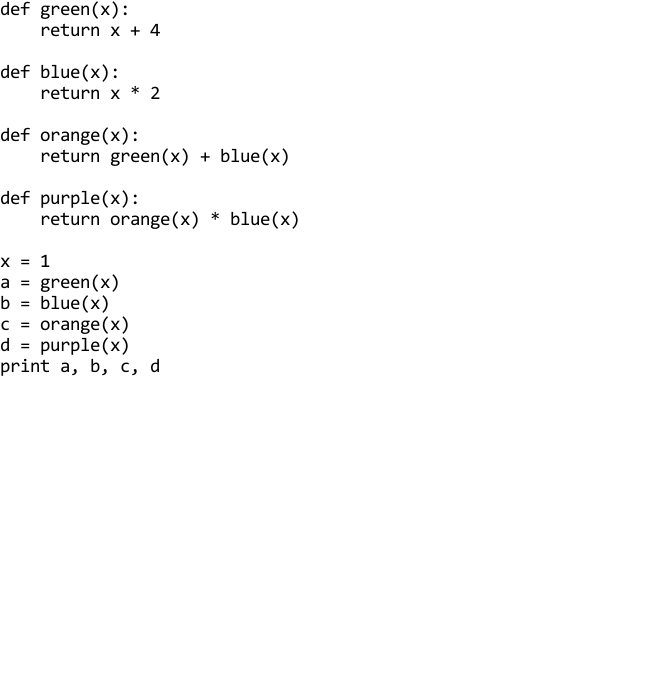 def green(x):
    return x + 4

def blue(x):
    return x * 2

def orange(x):
    return green(x) + blue(x)

def purple(x):
    return orange(x) * blue(x)

x = 1
a = green(x)
b = blue(x)
c = orange(x)
d = purple(x)
print a, b, c, d